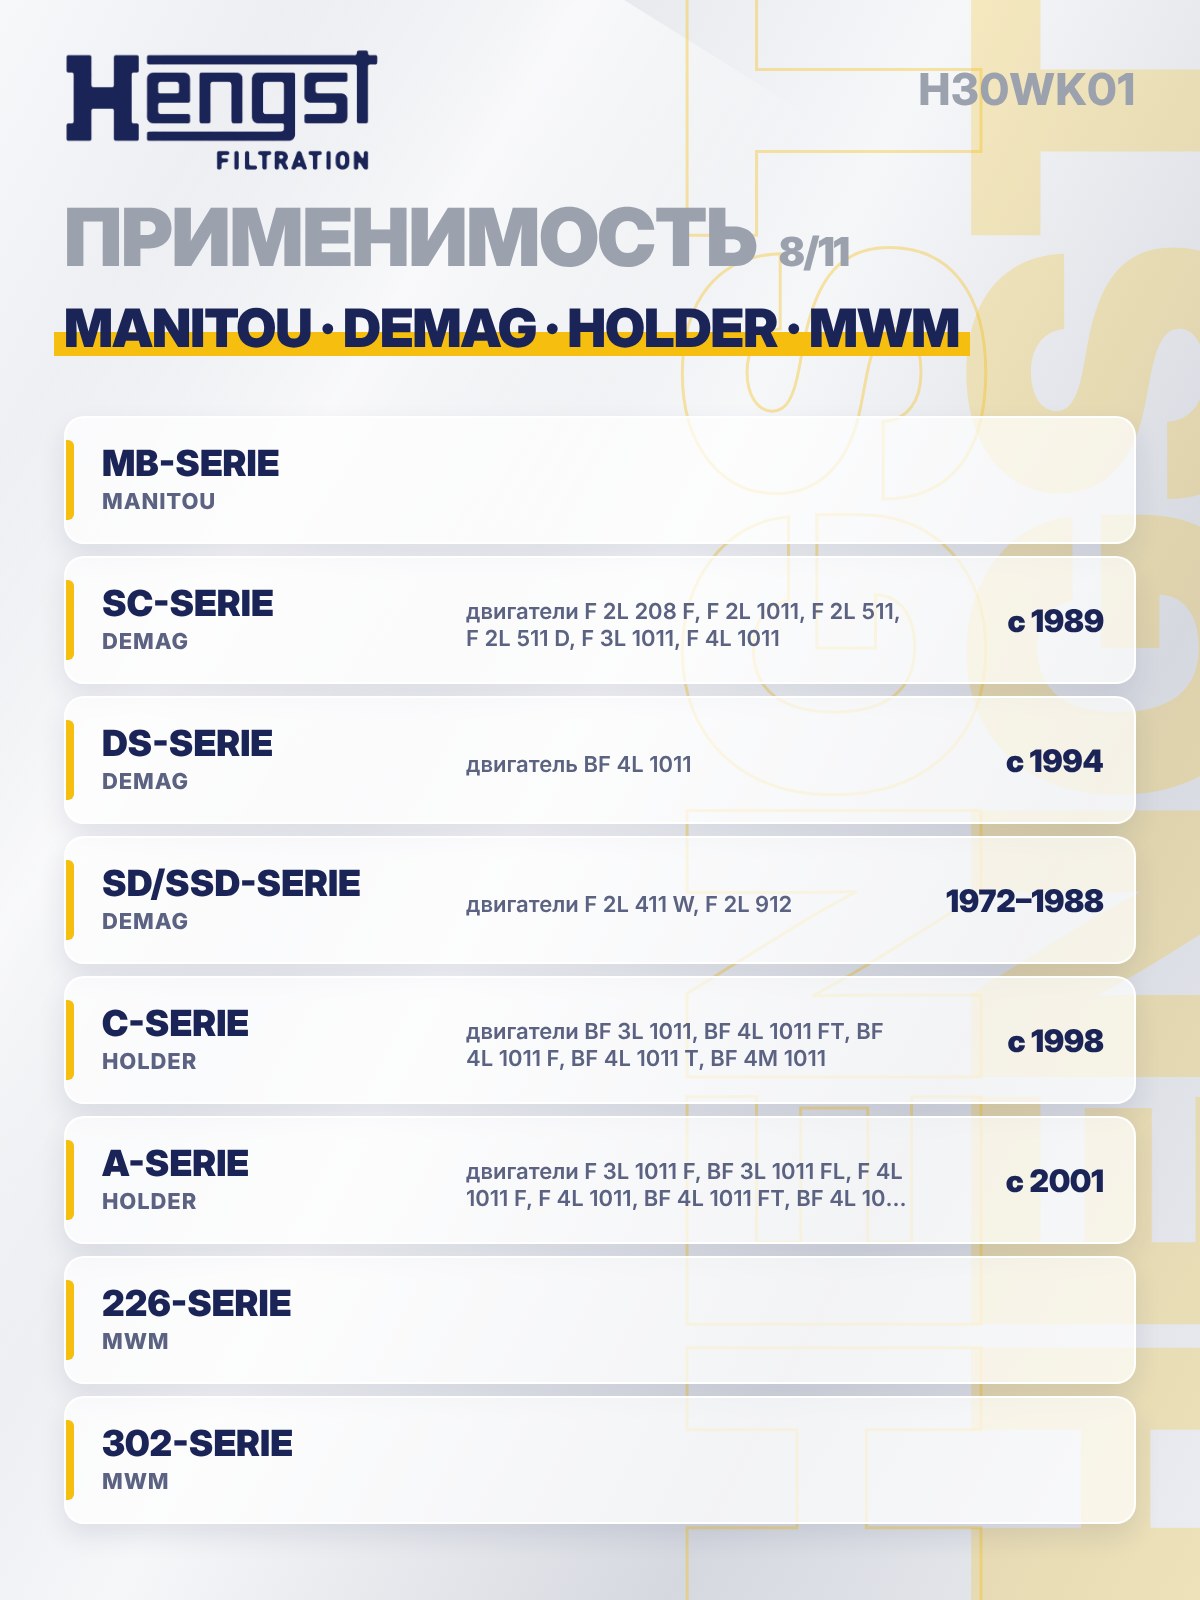 Hengst
FILTRATION
H30WK01
ПРИМЕНИМОСТЬ 8/11
MANITOU · DEMAG · HOLDER · MWM
MB-SERIE
MANITOU
SC-SERIE
DEMAG
двигатели F 2L 208 F, F 2L 1011, F 2L 511,
F 2L 511 D, F 3L 1011, F 4L 1011
с 1989
DS-SERIE
DEMAG
двигатель BF 4L 1011
с 1994
SD/SSD-SERIE
DEMAG
двигатели F 2L 411 W, F 2L 912
1972–1988
C-SERIE
HOLDER
двигатели BF 3L 1011, BF 4L 1011 FT, BF
4L 1011 F, BF 4L 1011 T, BF 4M 1011
с 1998
A-SERIE
HOLDER
двигатели F 3L 1011 F, BF 3L 1011 FL, F 4L
1011 F, F 4L 1011, BF 4L 1011 FT, BF 4L 10…
с 2001
226-SERIE
MWM
302-SERIE
MWM
HENGST
HENGST